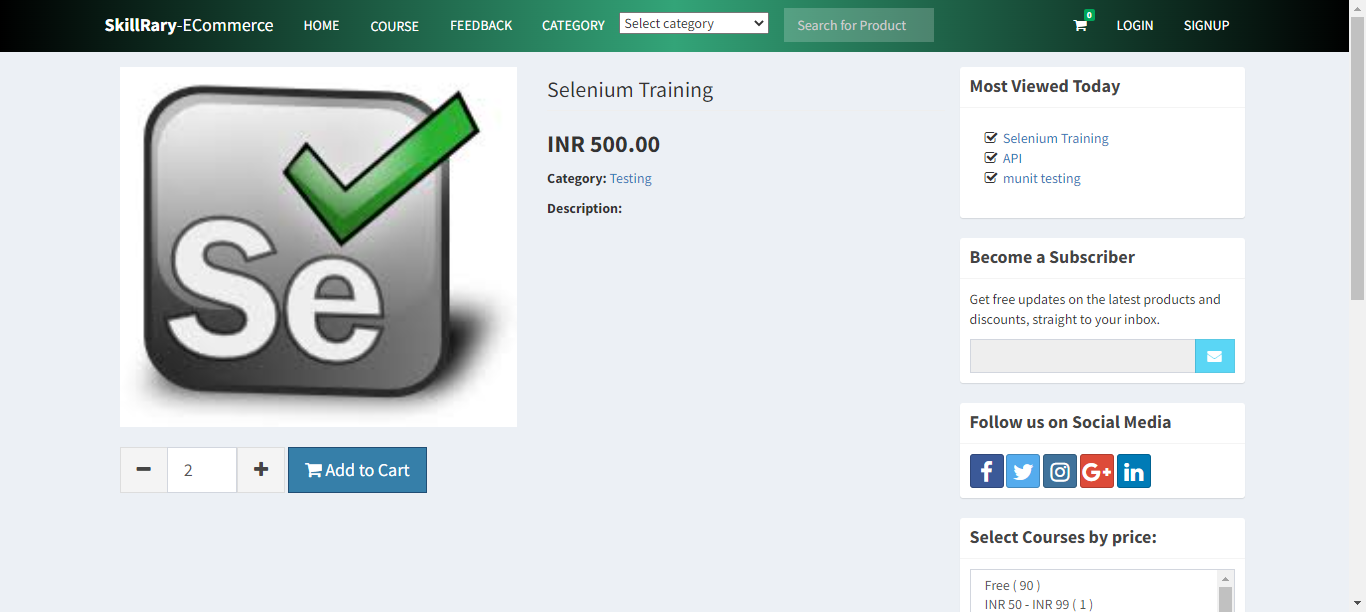 SkillRary-ECommerce HOME COURSE FEEDBACK CATEGORY Select category Search for Product 0 LOGIN SIGNUP
Se
2
Add to Cart
Selenium Training
INR 500.00
Category: Testing
Description:
Most Viewed Today
Selenium Training
API
munit testing
Become a Subscriber
Get free updates on the latest products and
discounts, straight to your inbox.
Follow us on Social Media
f G+ in
Select Courses by price:
Free ( 90 )
INR 50 - INR 99 ( 1 )